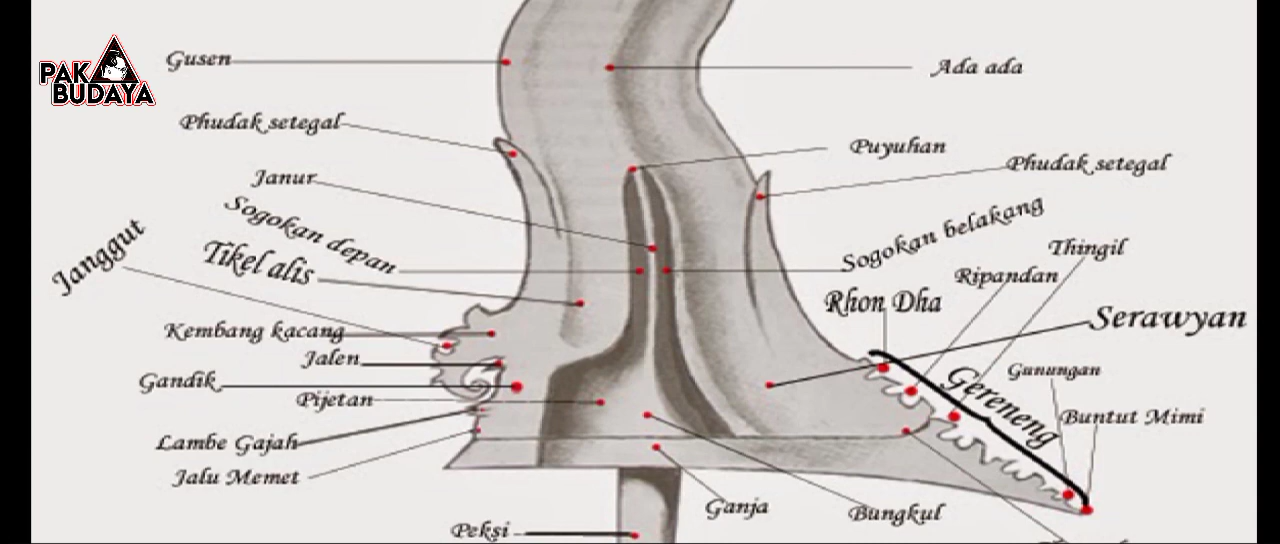 PAK
BUDAYA
Gusen
Ada ada
Phudak setegal
Puyuhan
Phudak setegal
Janur
Sogokan depan
Sogokan belakang
Janggut
Tikel alis
Thingil
Ripandan
Rhon Dha
Serawyan
Kembang kacang
Jalen
Gunungan
Gandik
Gereneng
Pijetan
Buntut Mimi
Lambe Gajah
Jalu Memet
Ganja
Bungkul
Peksi